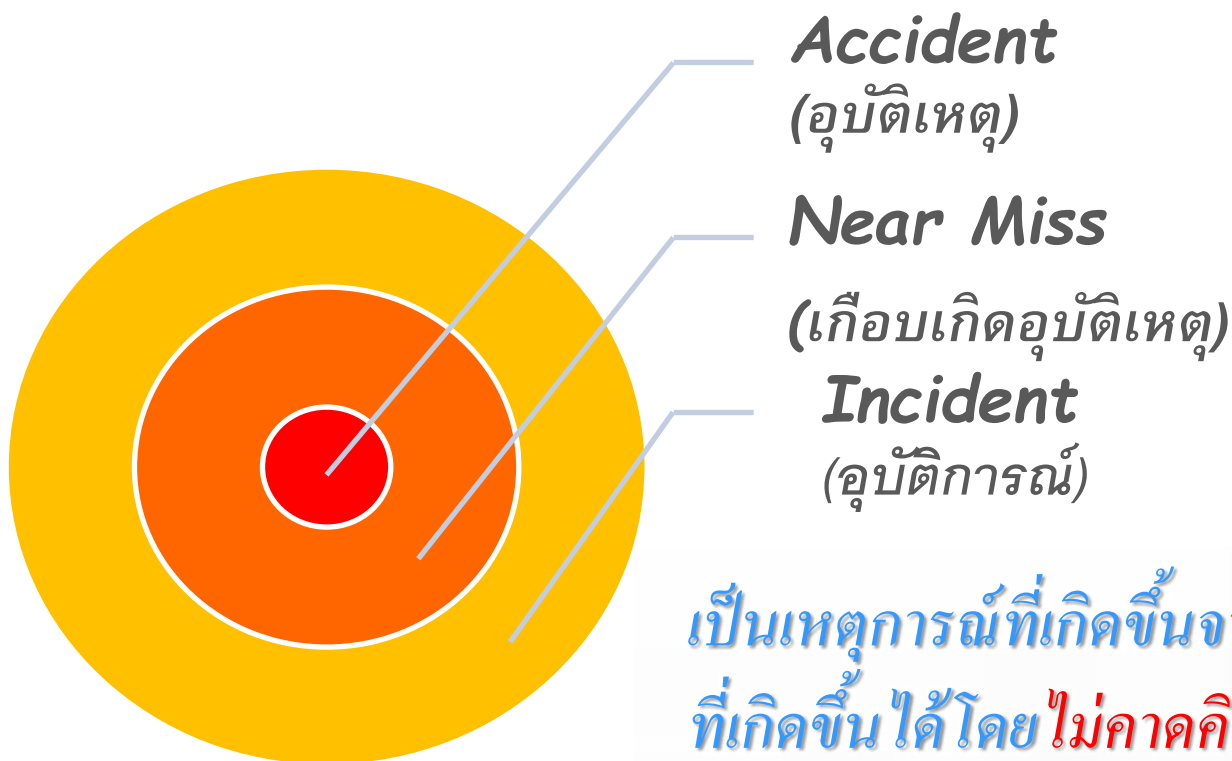 Accident
(อุบัติเหตุ)
Near Miss
(เกือบเกิดอุบัติเหตุ)
Incident
(อุบัติการณ์)
เป็นเหตุการณ์ที่เกิดขึ้น
ที่เกิดขึ้นได้โดยไม่